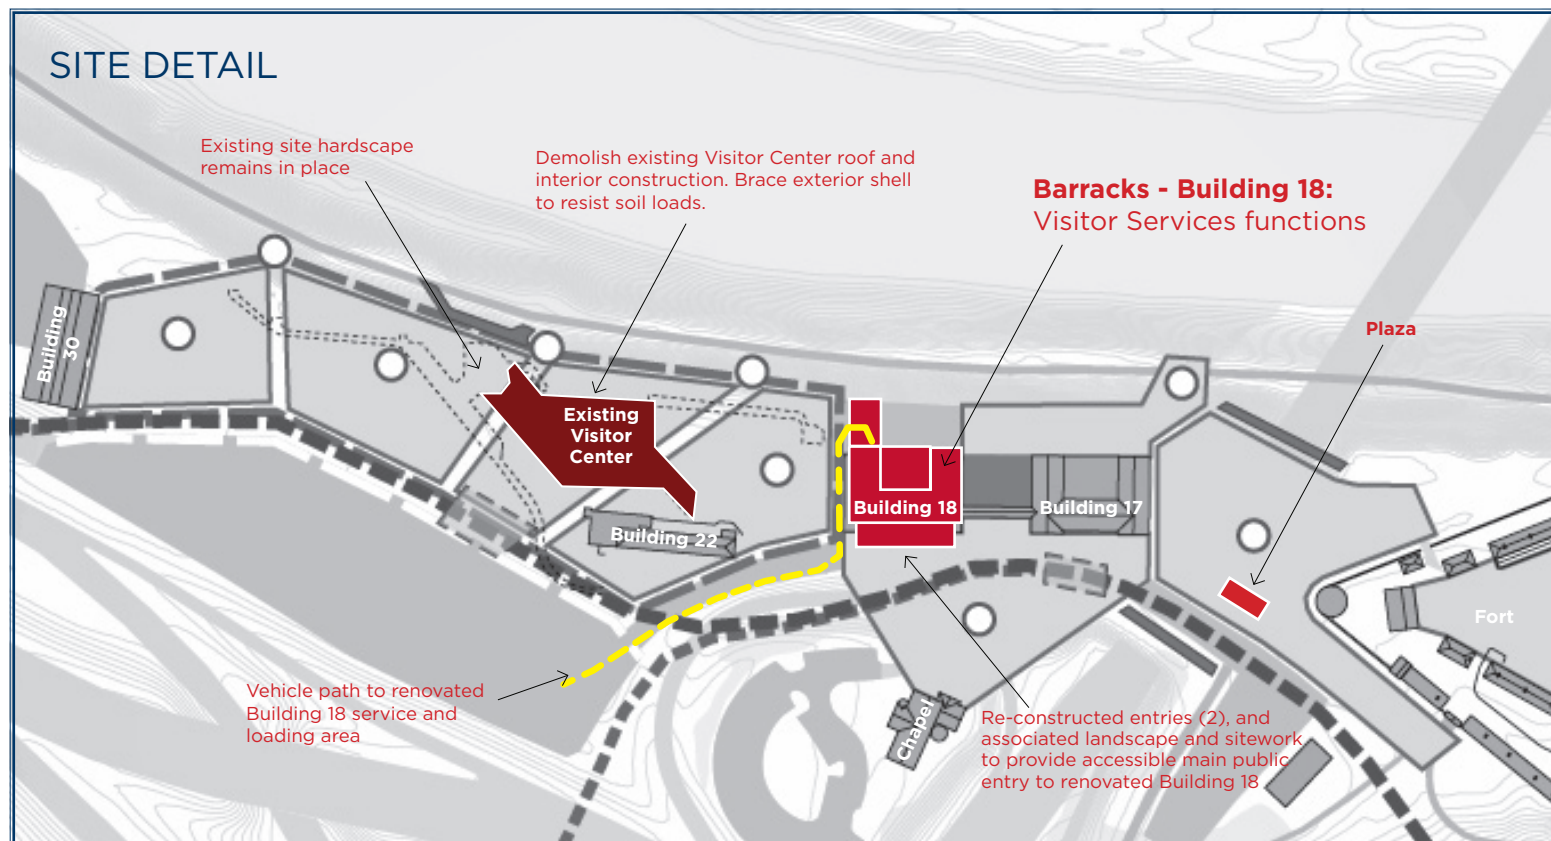 SITE DETAIL
Existing site hardscape
remains in place
Demolish existing Visitor Center roof and
interior construction. Brace exterior shell
to resist soil loads.
Barracks - Building 18:
Visitor Services functions
Plaza
Building
30
Existing
Visitor
Center
Building 22
Building 18
Building 17
Fort
Chapel
Vehicle path to renovated
Building 18 service and
loading area
Re-constructed entries (2), and
associated landscape and sitework
to provide accessible main public
entry to renovated Building 18